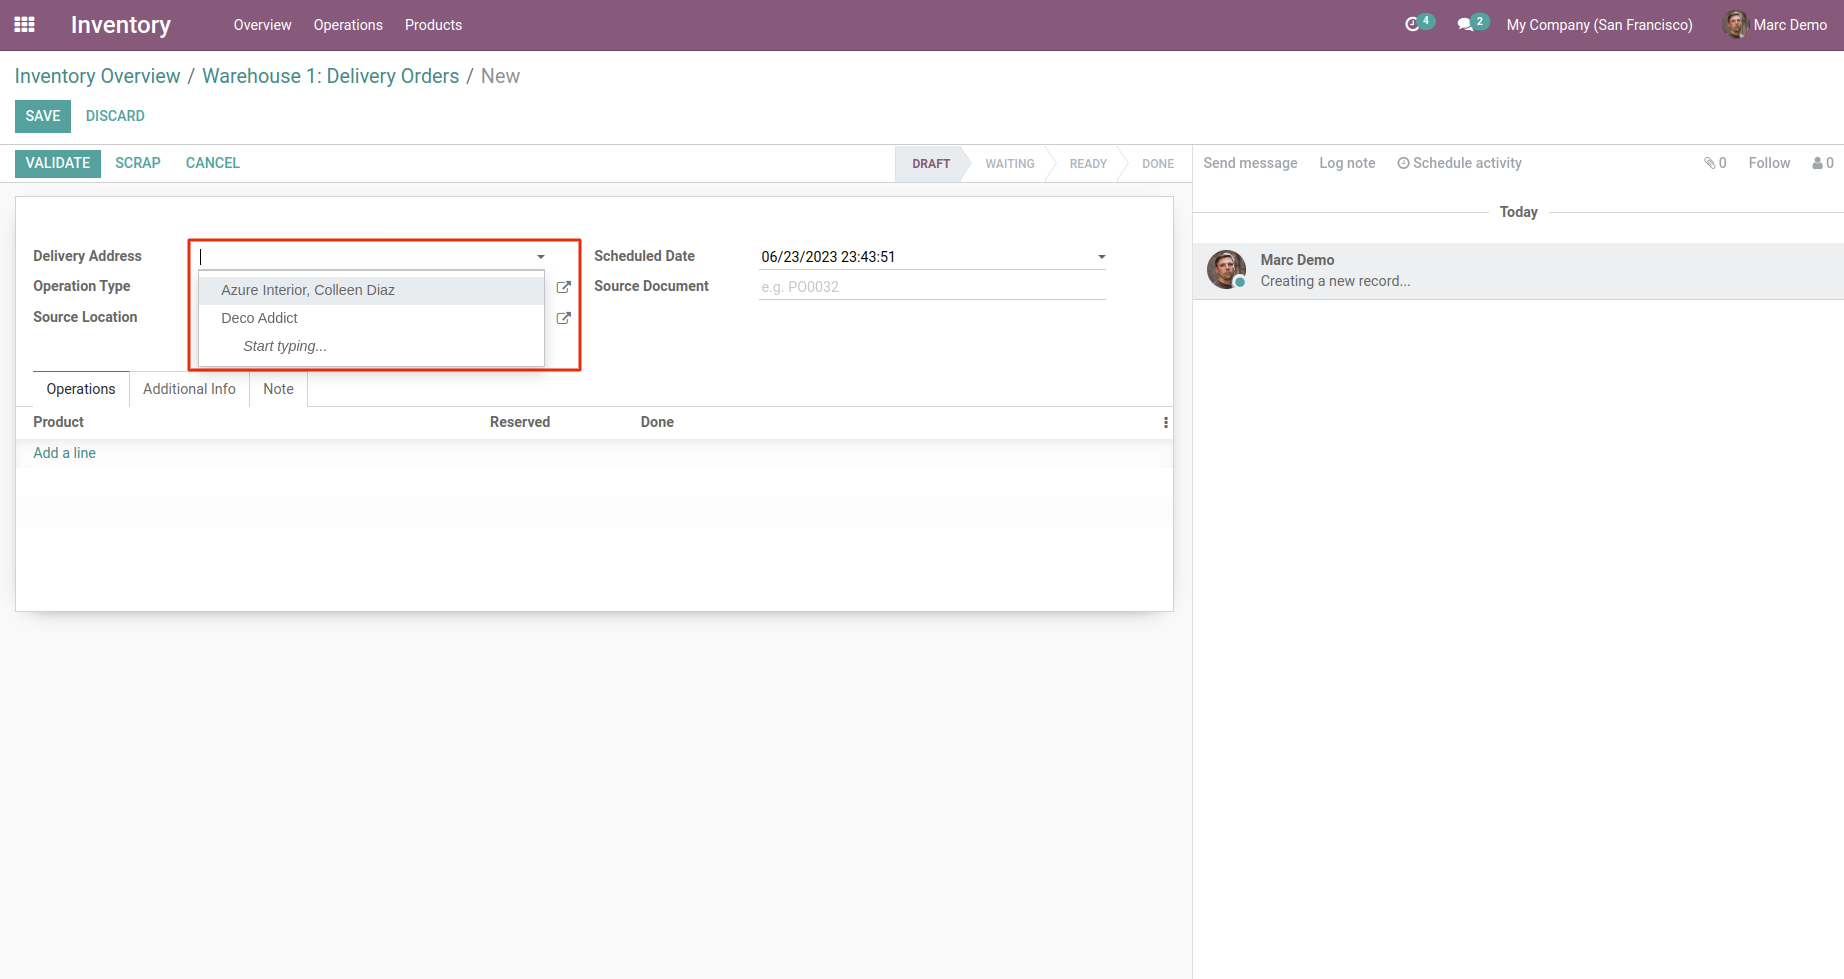 Inventory Overview Operations Products 4 2 My Company (San Francisco) Marc Demo
Inventory Overview / Warehouse 1: Delivery Orders / New
SAVE DISCARD
VALIDATE SCRAP CANCEL DRAFT WAITING READY DONE Send message Log note Schedule activity 0 Follow 0
Today
Delivery Address Scheduled Date 06/23/2023 23:43:51
Marc Demo
Creating a new record...
Operation Type Source Document e.g. PO0032
Azure Interior, Colleen Diaz
Source Location
Deco Addict
Start typing...
Operations Additional Info Note
Product Reserved Done
Add a line